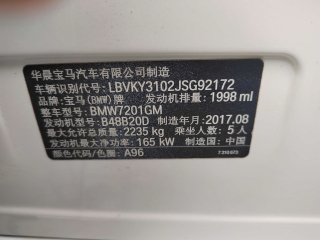 华晨宝马汽车有限公司制造
车辆识别代号: LBVKY3102JSG92172
品牌: 宝马(BMW)牌 发动机排量: 1998 ml
整车型号: BMW7201GM
发动机型号: B48B20D 制造年月: 2017.08
最大允许总质量: 2235 kg 乘坐人数: 5 人
发动机最大净功率: 165 kW 制造国: 中国
颜色代码/色号: A96